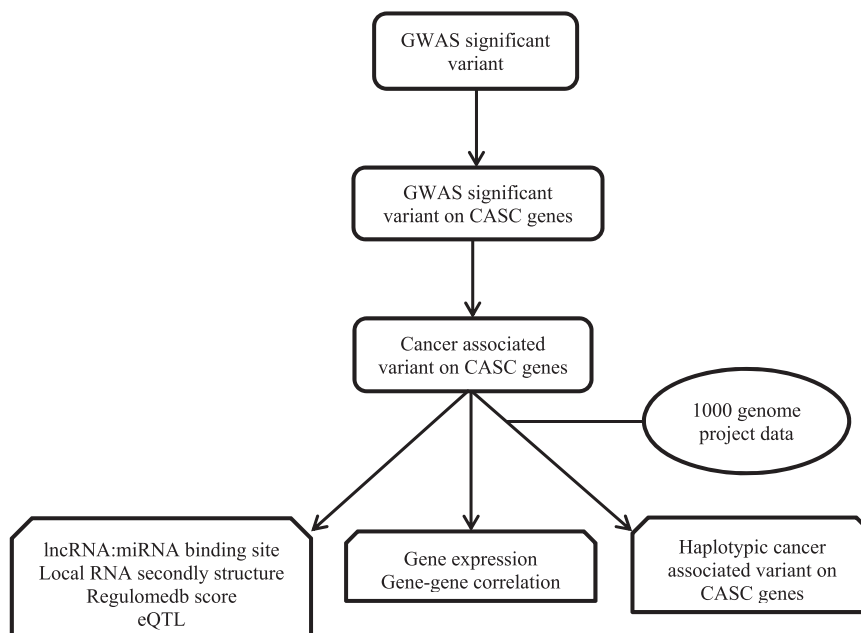 GWAS significant
variant
GWAS significant
variant on CASC genes
Cancer associated
variant on CASC genes
1000 genome
project data
lncRNA:miRNA binding site
Local RNA secondly structure
Regulomedb score
eQTL
Gene expression
Gene-gene correlation
Haplotypic cancer
associated variant on
CASC genes